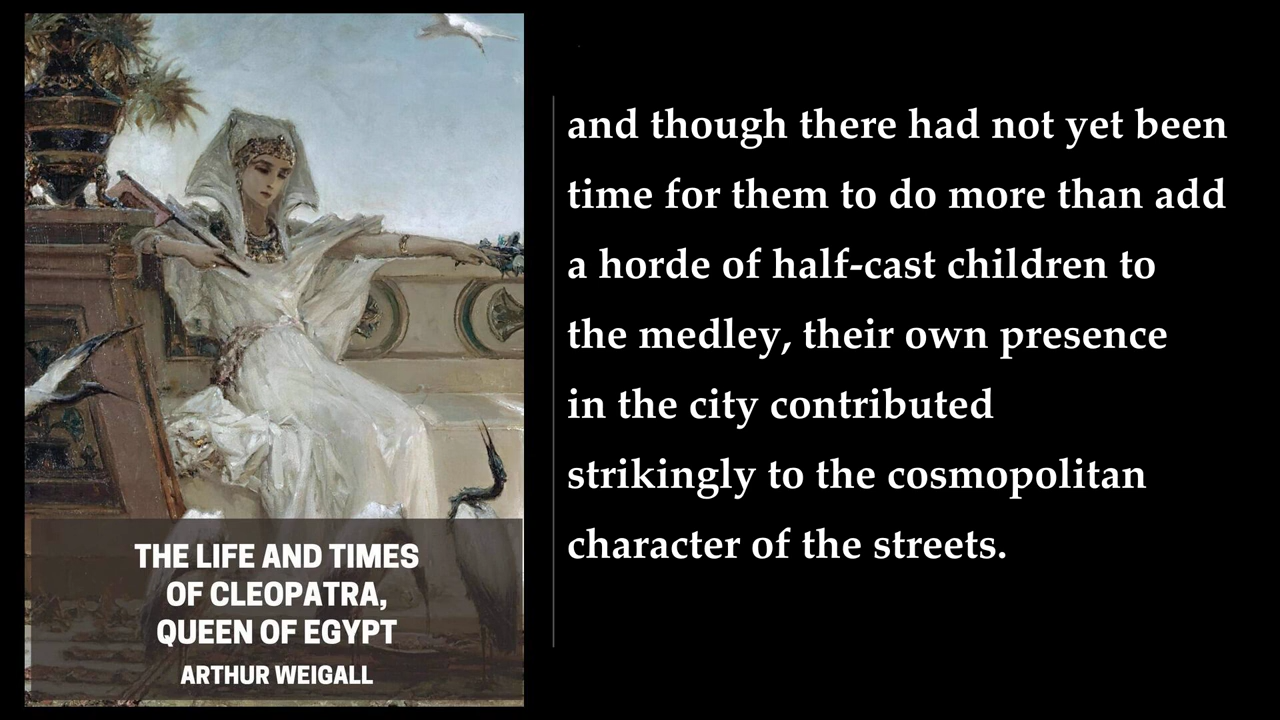 THE LIFE AND TIMES
OF CLEOPATRA,
QUEEN OF EGYPT
ARTHUR WEIGALL
and though there had not yet been
time for them to do more than add
a horde of half-cast children to
the medley, their own presence
in the city contributed
strikingly to the cosmopolitan
character of the streets.